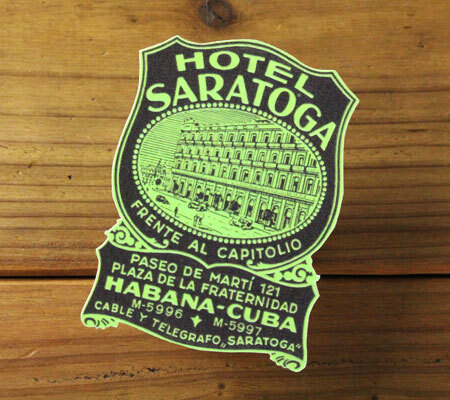 HOTEL
SARATOGA
FRENTE AL CAPITOLIO
PASEO DE MARTÍ 121
PLAZA DE LA FRATERNIDAD
HABANA-CUBA
M-5996 ✦ M-5997
CABLE Y TELEGRAFO „SARATOGA"